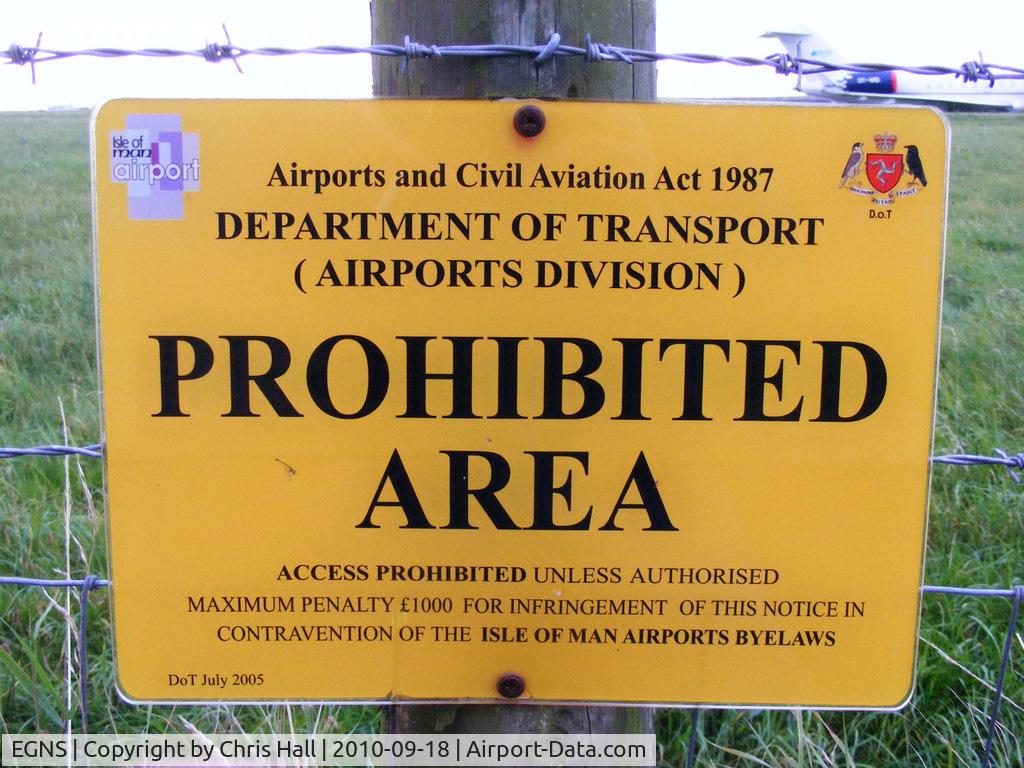 Isle of
man
airport
Airports and Civil Aviation Act 1987
D.o.T
DEPARTMENT OF TRANSPORT
( AIRPORTS DIVISION )
PROHIBITED
AREA
ACCESS PROHIBITED UNLESS AUTHORISED
MAXIMUM PENALTY £1000 FOR INFRINGEMENT OF THIS NOTICE IN
CONTRAVENTION OF THE ISLE OF MAN AIRPORTS BYELAWS
DoT July 2005
EGNS | Copyright by Chris Hall | 2010-09-18 | Airport-Data.com